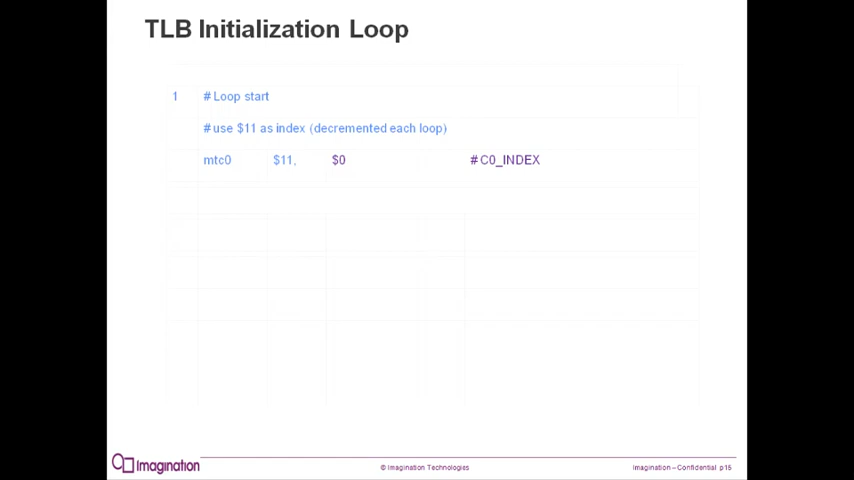 TLB Initialization Loop
1 # Loop start
# use $11 as index (decremented each loop)
mtc0 $11, $0 # C0_INDEX
Imagination
© Imagination Technologies
Imagination – Confidential p15